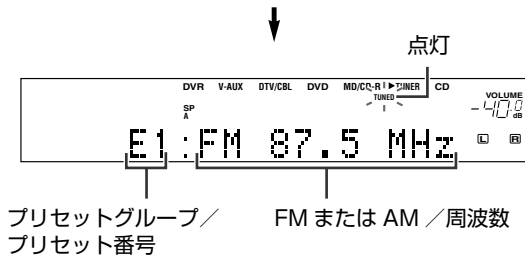 点灯
DVR V-AUX DTV/CBL DVD MD/CD-R ▶TUNER CD
TUNED
VOLUME
SP
A
-40.0 dB
E1:FM 87.5 MHz
L R
プリセットグループ／
プリセット番号
FM または AM ／周波数